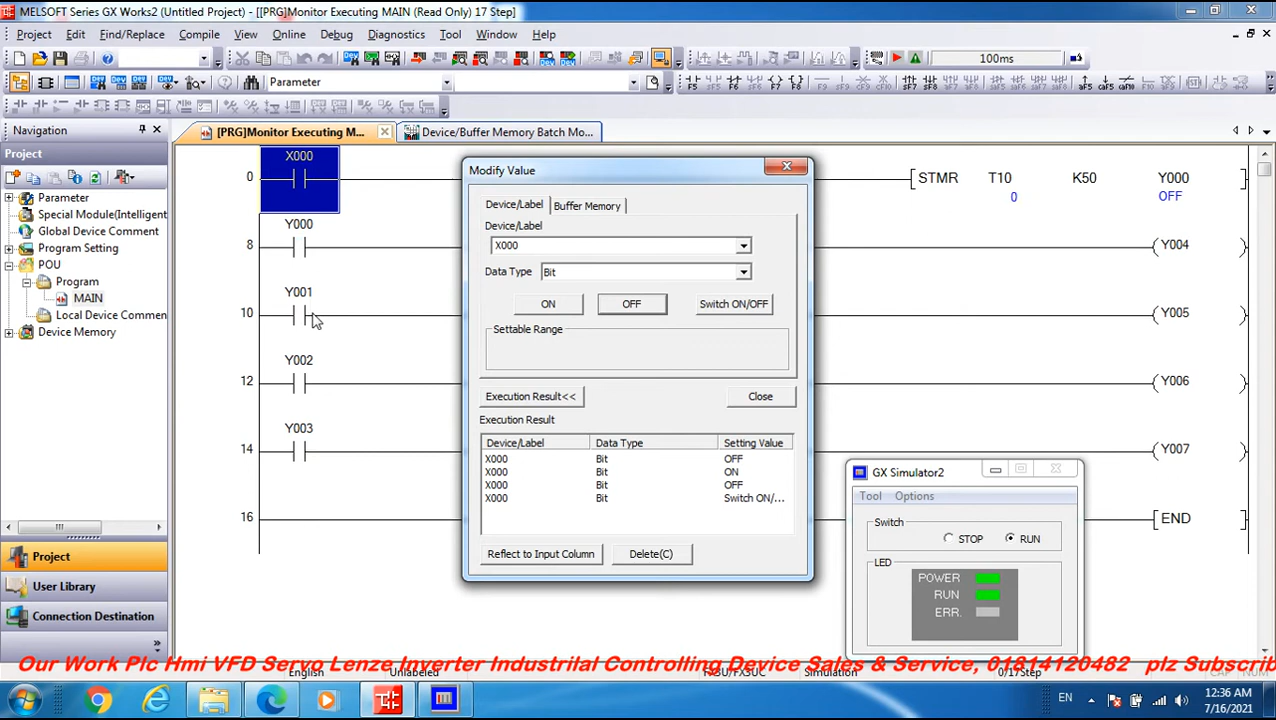 MELSOFT Series GX Works2 (Untitled Project) - [[PRG]Monitor Executing MAIN (Read Only) 17 Step]
Project Edit Find/Replace Compile View Online Debug Diagnostics Tool Window Help
100ms
Parameter
Navigation
[PRG]Monitor Executing M... Device/Buffer Memory Batch Mo...
Project
Parameter
Special Module(Intelligent
Global Device Comment
Program Setting
POU
Program
MAIN
Local Device Commen
Device Memory
Project
User Library
Connection Destination
X000
0 STMR T10 K50 Y000
0 OFF
Y000
8 Y004
Y001
10 Y005
Y002
12 Y006
Y003
14 Y007
16 END
Modify Value
Device/Label Buffer Memory
Device/Label
X000
Data Type Bit
ON OFF Switch ON/OFF
Settable Range
Execution Result<< Close
Execution Result
Device/Label Data Type Setting Value
X000 Bit OFF
X000 Bit ON
X000 Bit OFF
X000 Bit Switch ON/...
Reflect to Input Column Delete(C)
GX Simulator2
Tool Options
Switch
STOP RUN
LED
POWER
RUN
ERR.
Our Work Plc Hmi VFD Servo Lenze Inverter Industrilal Controlling Device Sales & Service, 01814120482 plz Subscrib
English Unlabeled FX3U/FX3UC Simulation 0/17Step CAP NUM
EN 12:36 AM
7/16/2021